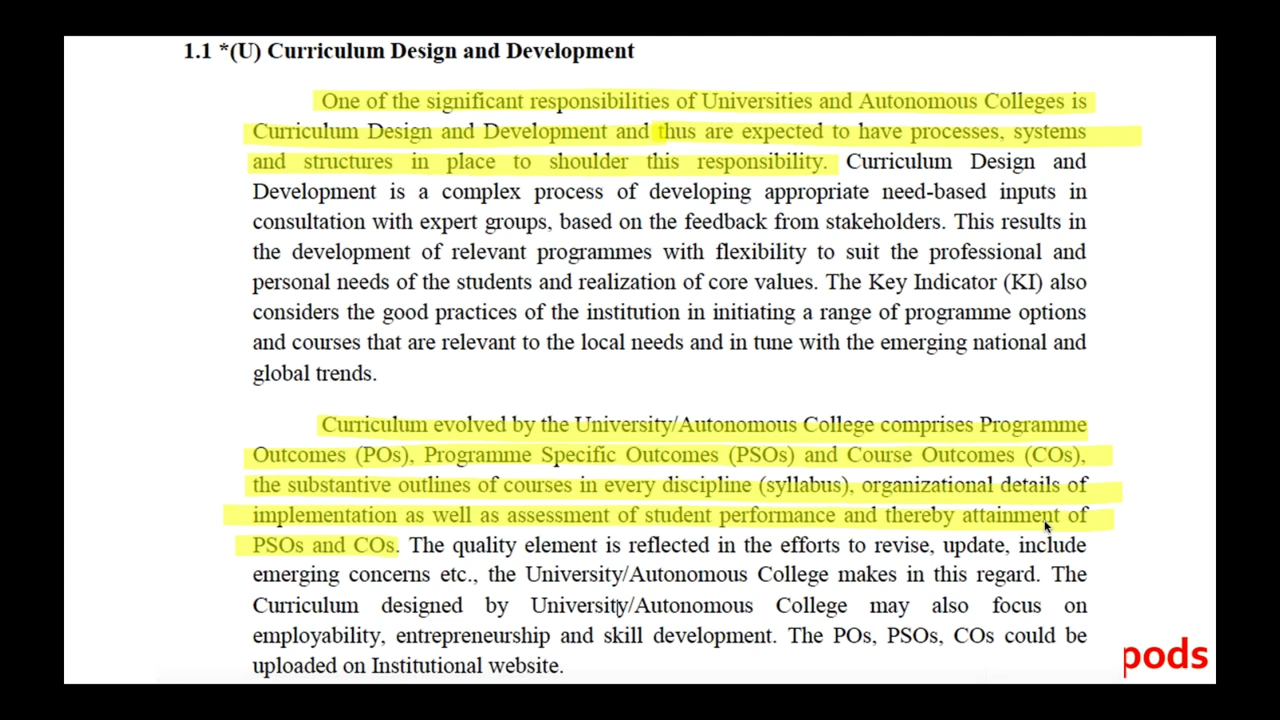 1.1 *(U) Curriculum Design and Development
One of the significant responsibilities of Universities and Autonomous Colleges is
Curriculum Design and Development and thus are expected to have processes, systems
and structures in place to shoulder this responsibility. Curriculum Design and
Development is a complex process of developing appropriate need-based inputs in
consultation with expert groups, based on the feedback from stakeholders. This results in
the development of relevant programmes with flexibility to suit the professional and
personal needs of the students and realization of core values. The Key Indicator (KI) also
considers the good practices of the institution in initiating a range of programme options
and courses that are relevant to the local needs and in tune with the emerging national and
global trends.
Curriculum evolved by the University/Autonomous College comprises Programme
Outcomes (POs), Programme Specific Outcomes (PSOs) and Course Outcomes (COs),
the substantive outlines of courses in every discipline (syllabus), organizational details of
implementation as well as assessment of student performance and thereby attainment of
PSOs and COs. The quality element is reflected in the efforts to revise, update, include
emerging concerns etc., the University/Autonomous College makes in this regard. The
Curriculum designed by University/Autonomous College may also focus on
employability, entrepreneurship and skill development. The POs, PSOs, COs could be
uploaded on Institutional website.
pods